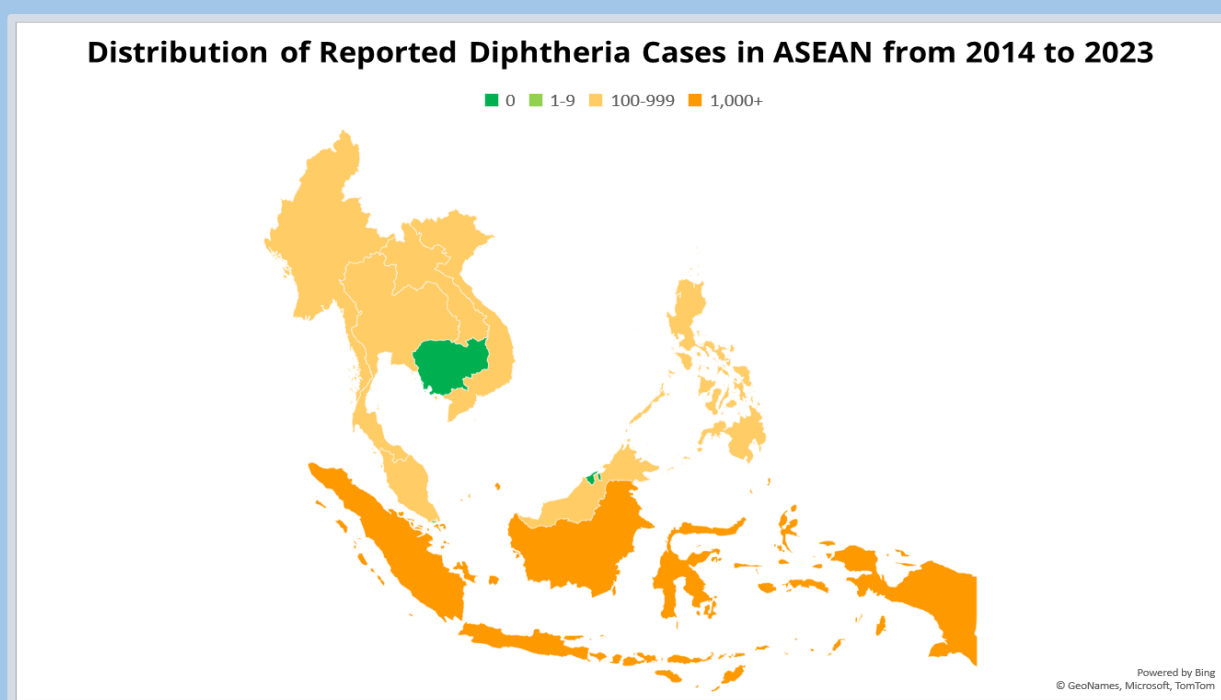 Distribution of Reported Diphtheria Cases in ASEAN from 2014 to 2023
0 1-9 100-999 1,000+
Powered by Bing
© GeoNames, Microsoft, TomTom